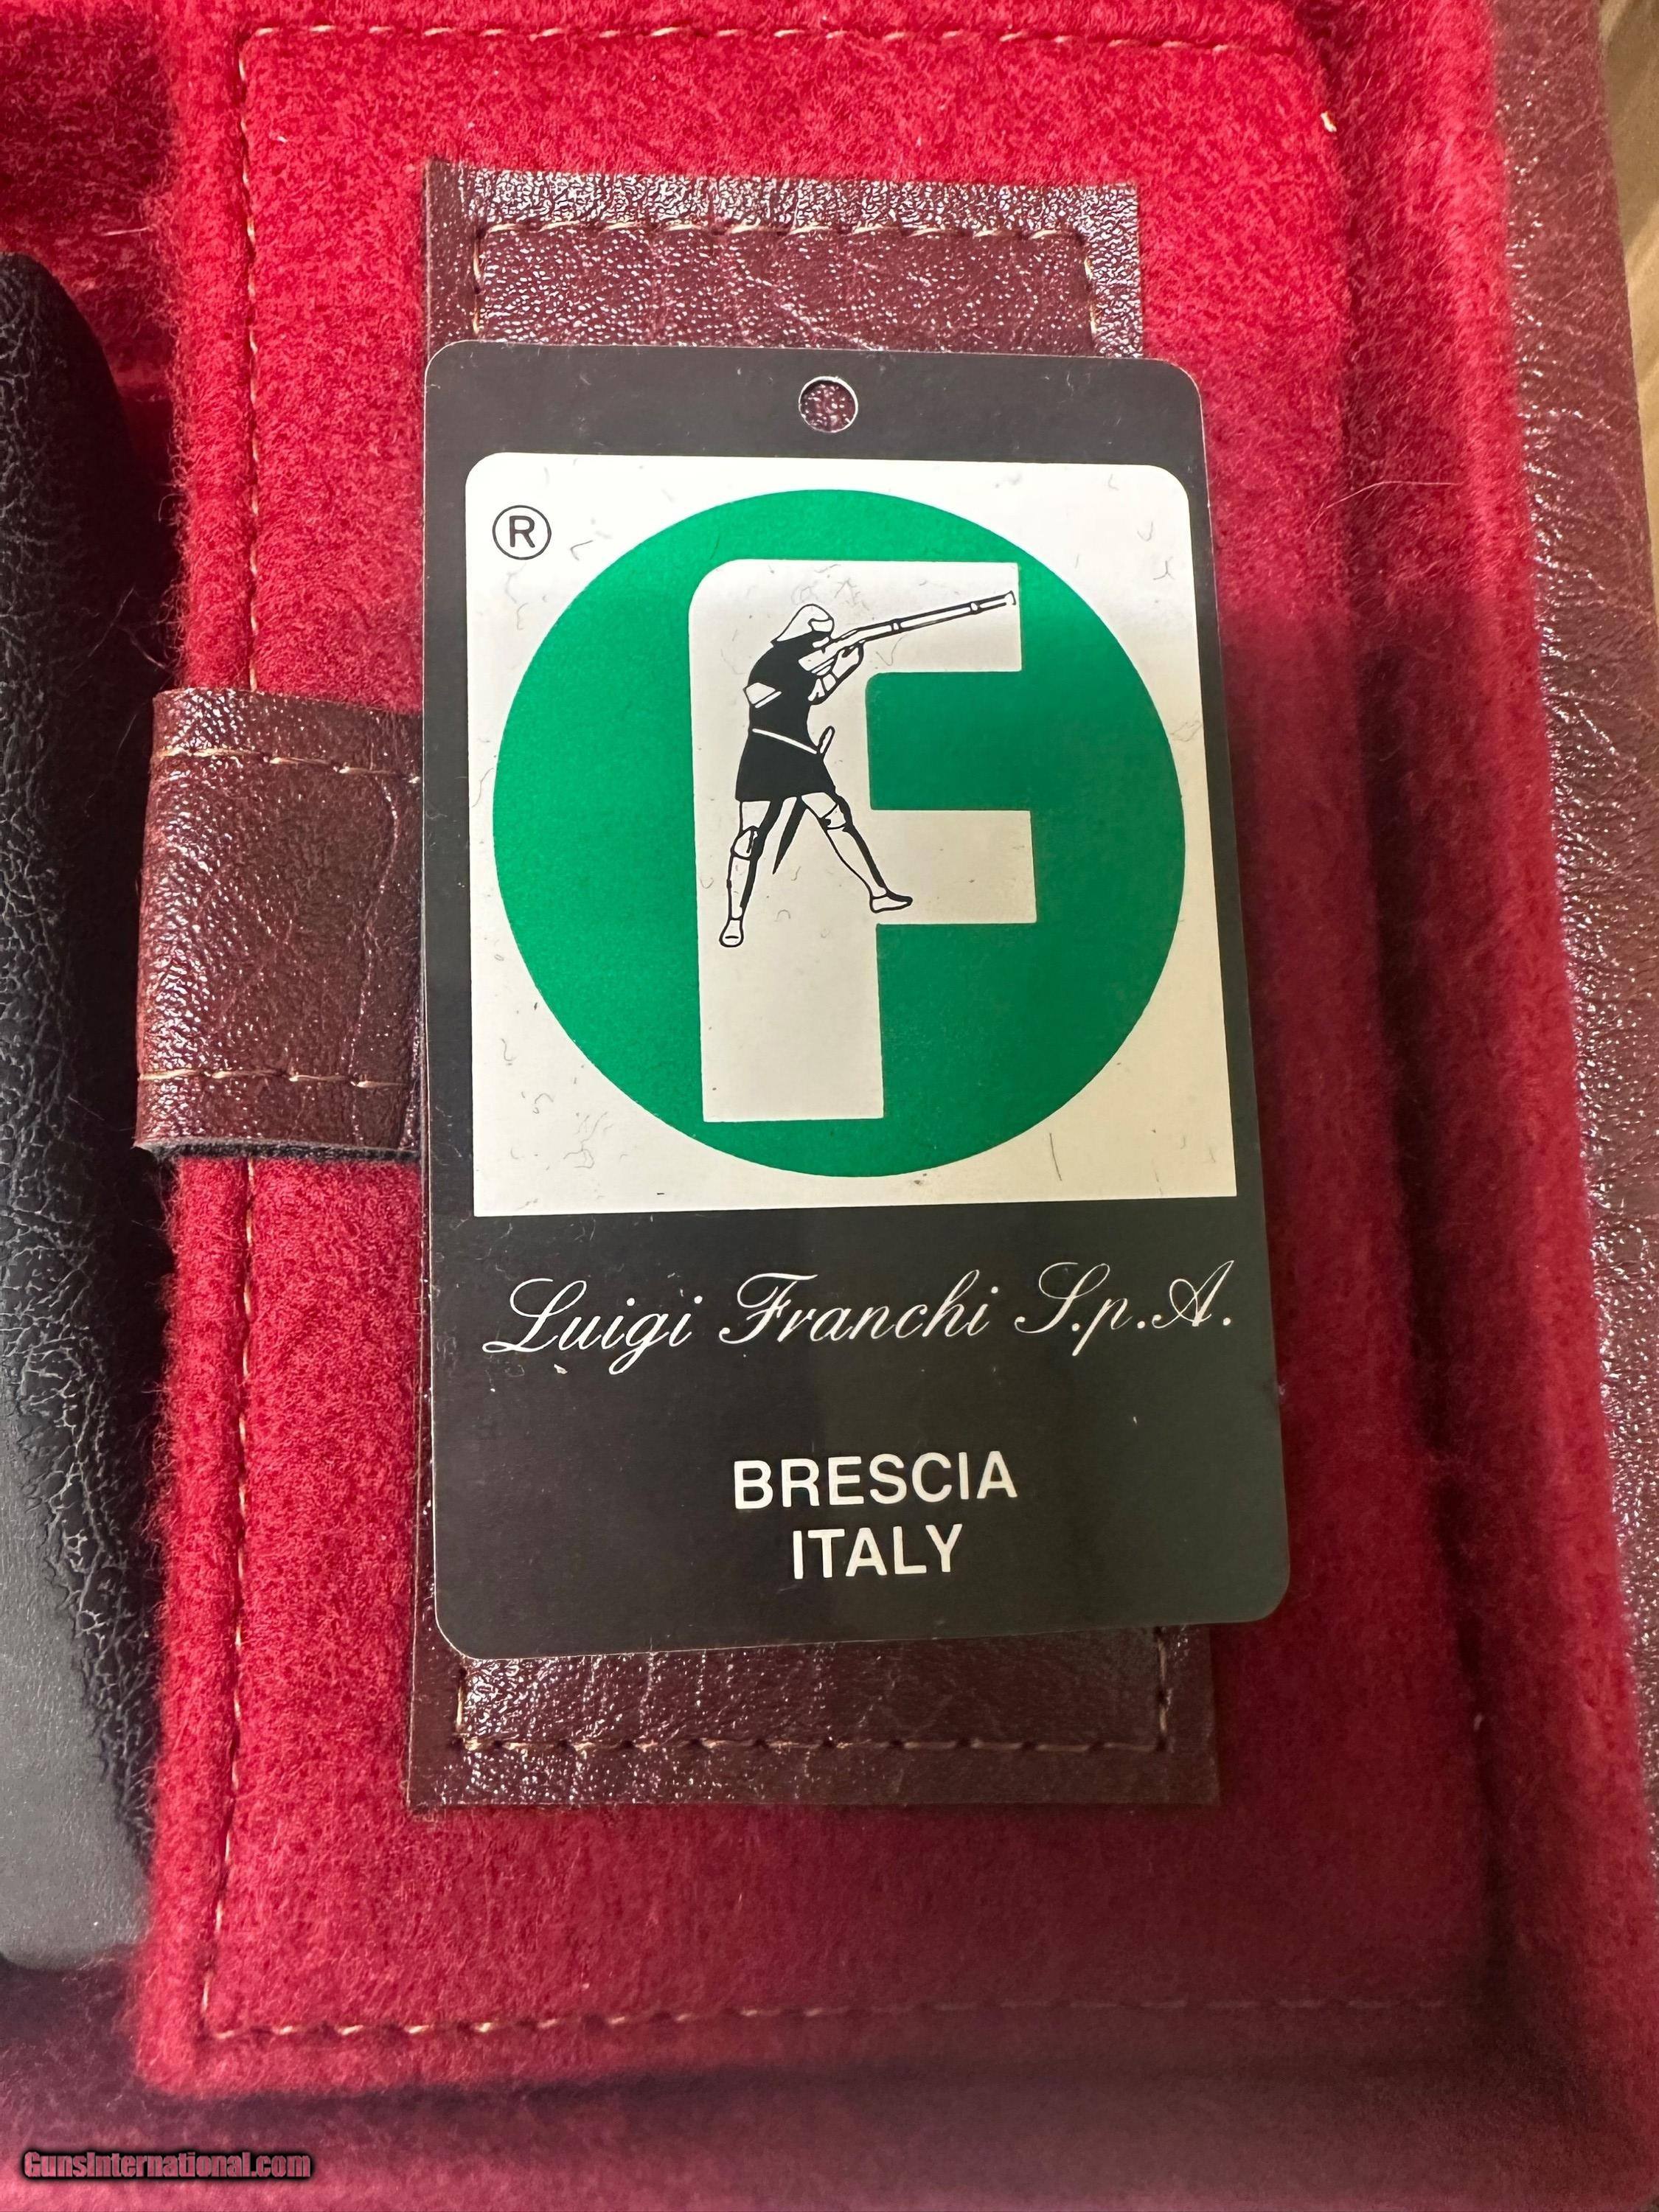 ®
F
Luigi Franchi S.p.A.
BRESCIA
ITALY
GunsInternational.com